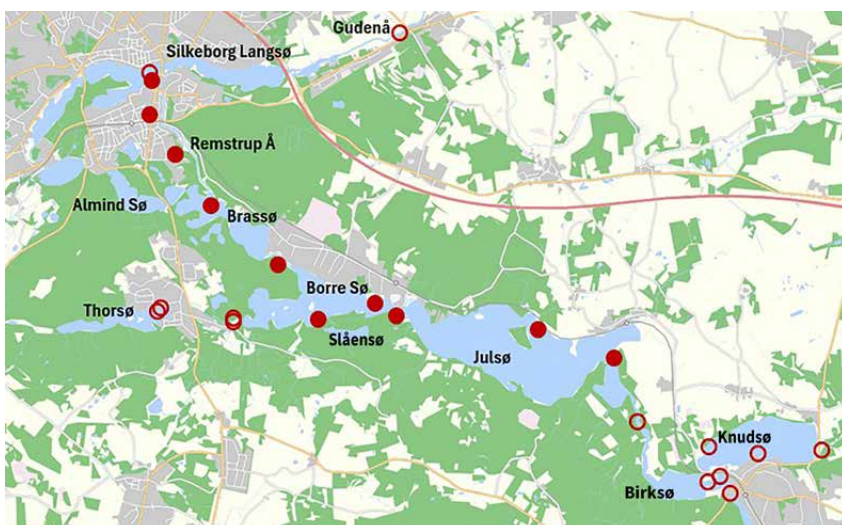 Gudenå
Silkeborg Langsø
Remstrup Å
Almind Sø
Brassø
Borre Sø
Thorsø
Slåensø
Julsø
Knudsø
Birksø